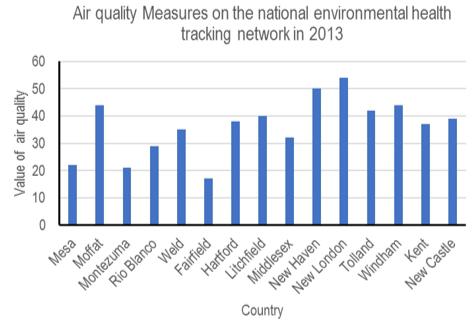 Air quality Measures on the national environmental health
tracking network in 2013
Value of air quality
60
50
40
30
20
10
0
Mesa
Moffat
Montezuma
Rio Blanco
Weld
Fairfield
Hartford
Litchfield
Middlesex
New Haven
New London
Tolland
Windham
Kent
New Castle
Country